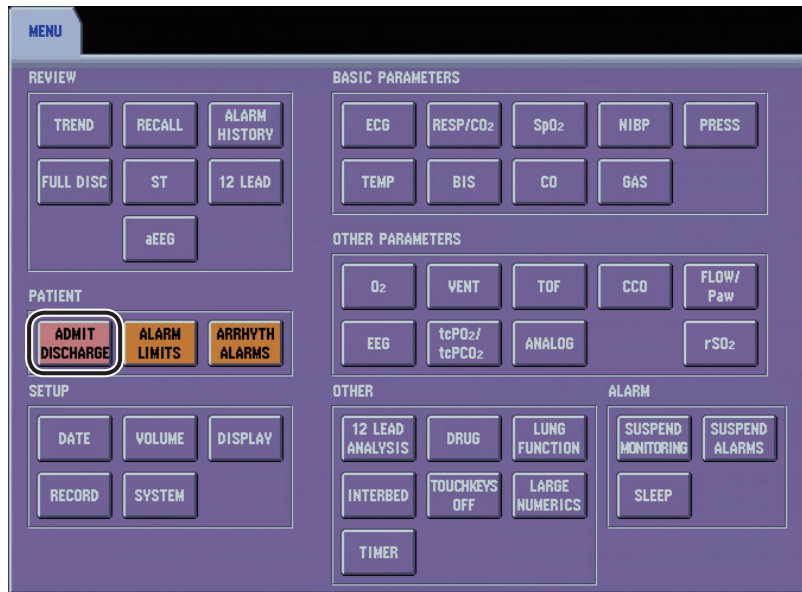 MENU
REVIEW
TREND
RECALL
ALARM
HISTORY
FULL DISC
ST
12 LEAD
aEEG
PATIENT
ADMIT
DISCHARGE
ALARM
LIMITS
ARRHYTH
ALARMS
SETUP
DATE
VOLUME
DISPLAY
RECORD
SYSTEM
BASIC PARAMETERS
ECG
RESP/CO2
SpO2
NIBP
PRESS
TEMP
BIS
CO
GAS
OTHER PARAMETERS
O2
VENT
TOF
CCO
FLOW/
Paw
EEG
tcPO2/
tcPCO2
ANALOG
rSO2
OTHER
12 LEAD
ANALYSIS
DRUG
LUNG
FUNCTION
INTERBED
TOUCHKEYS
OFF
LARGE
NUMERICS
TIMER
ALARM
SUSPEND
MONITORING
SUSPEND
ALARMS
SLEEP